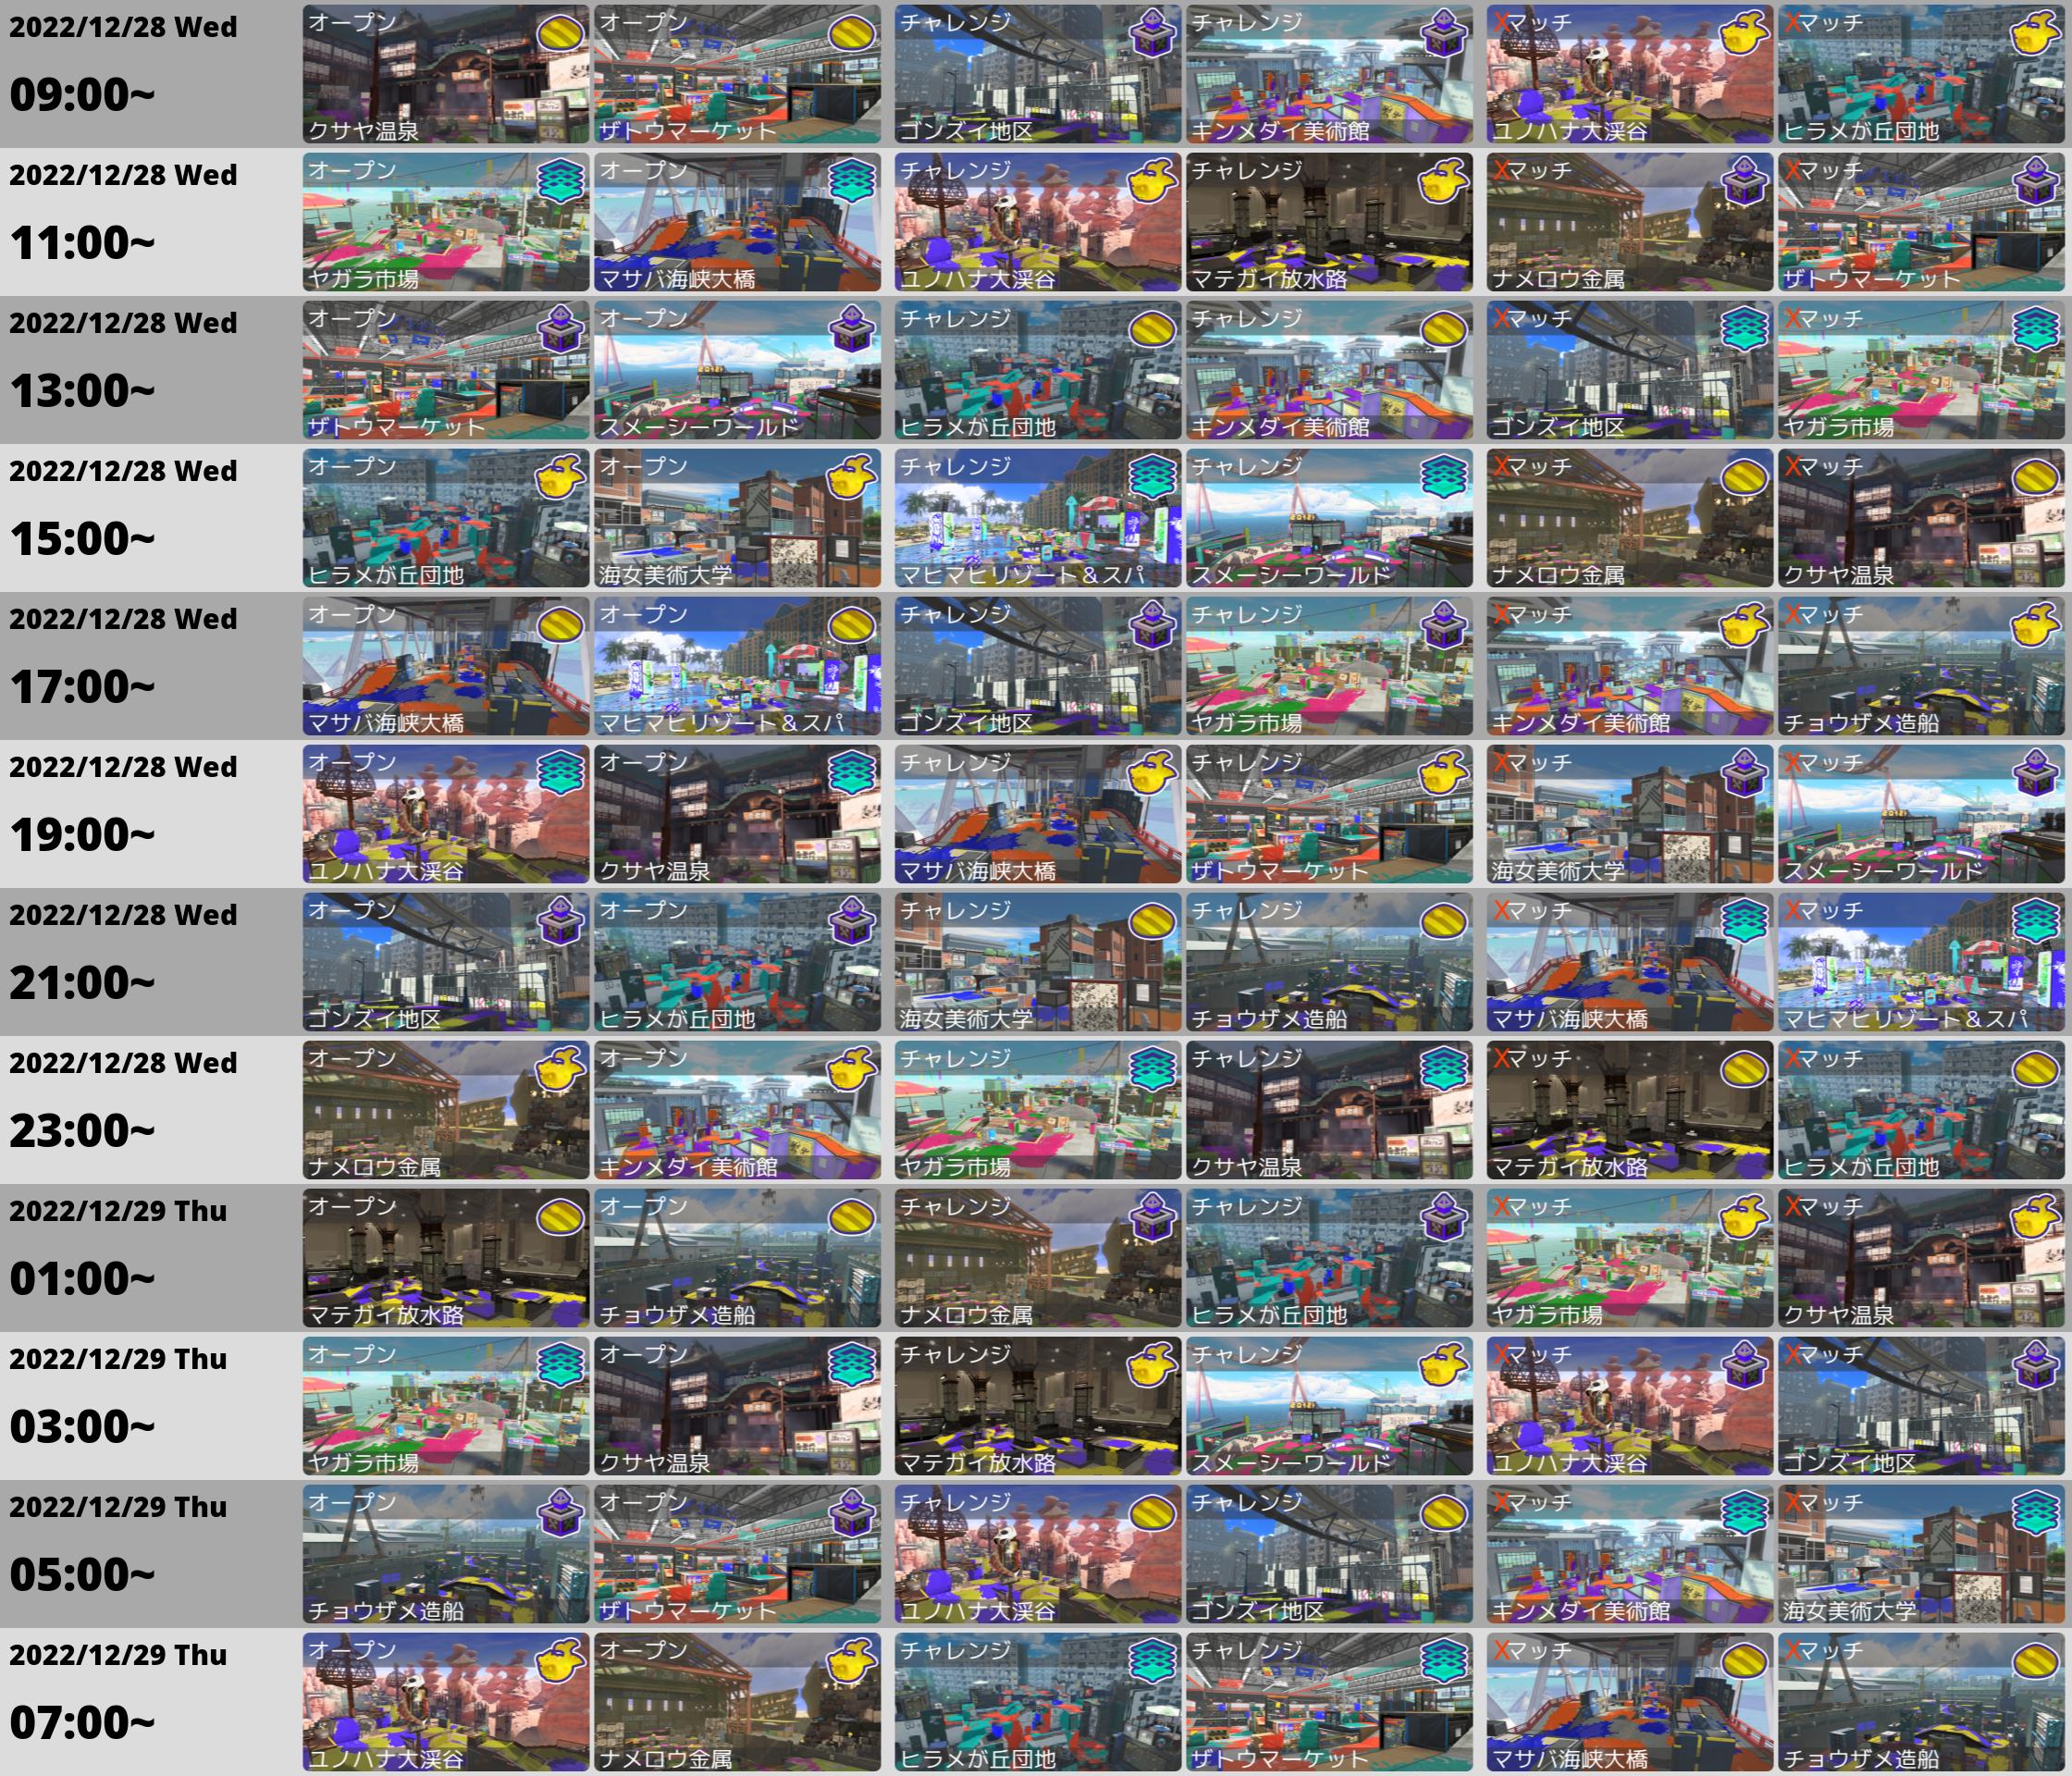 2022/12/28 Wed
09:00~
オープン オープン チャレンジ チャレンジ Xマッチ Xマッチ
クサヤ温泉 ザトウマーケット ゴンズイ地区 キンメダイ美術館 ユノハナ大渓谷 ヒラメが丘団地
2022/12/28 Wed
11:00~
オープン オープン チャレンジ チャレンジ Xマッチ Xマッチ
ヤガラ市場 マサバ海峡大橋 ユノハナ大渓谷 マテガイ放水路 ナメロウ金属 ザトウマーケット
2022/12/28 Wed
13:00~
オープン オープン チャレンジ チャレンジ Xマッチ Xマッチ
ザトウマーケット スメーシーワールド ヒラメが丘団地 キンメダイ美術館 ゴンズイ地区 ヤガラ市場
2022/12/28 Wed
15:00~
オープン オープン チャレンジ チャレンジ Xマッチ Xマッチ
ヒラメが丘団地 海女美術大学 マヒマヒリゾート＆スパ スメーシーワールド ナメロウ金属 クサヤ温泉
2022/12/28 Wed
17:00~
オープン オープン チャレンジ チャレンジ Xマッチ Xマッチ
マサバ海峡大橋 マヒマヒリゾート＆スパ ゴンズイ地区 ヤガラ市場 キンメダイ美術館 チョウザメ造船
2022/12/28 Wed
19:00~
オープン オープン チャレンジ チャレンジ Xマッチ Xマッチ
ユノハナ大渓谷 クサヤ温泉 マサバ海峡大橋 ザトウマーケット 海女美術大学 スメーシーワールド
2022/12/28 Wed
21:00~
オープン オープン チャレンジ チャレンジ Xマッチ Xマッチ
ゴンズイ地区 ヒラメが丘団地 海女美術大学 チョウザメ造船 マサバ海峡大橋 マヒマヒリゾート＆スパ
2022/12/28 Wed
23:00~
オープン オープン チャレンジ チャレンジ Xマッチ Xマッチ
ナメロウ金属 キンメダイ美術館 ヤガラ市場 クサヤ温泉 マテガイ放水路 ヒラメが丘団地
2022/12/29 Thu
01:00~
オープン オープン チャレンジ チャレンジ Xマッチ Xマッチ
マテガイ放水路 チョウザメ造船 ナメロウ金属 ヒラメが丘団地 ヤガラ市場 クサヤ温泉
2022/12/29 Thu
03:00~
オープン オープン チャレンジ チャレンジ Xマッチ Xマッチ
ヤガラ市場 クサヤ温泉 マテガイ放水路 スメーシーワールド ユノハナ大渓谷 ゴンズイ地区
2022/12/29 Thu
05:00~
オープン オープン チャレンジ チャレンジ Xマッチ Xマッチ
チョウザメ造船 ザトウマーケット ユノハナ大渓谷 ゴンズイ地区 キンメダイ美術館 海女美術大学
2022/12/29 Thu
07:00~
オープン オープン チャレンジ チャレンジ Xマッチ Xマッチ
ユノハナ大渓谷 ナメロウ金属 ヒラメが丘団地 ザトウマーケット マサバ海峡大橋 チョウザメ造船